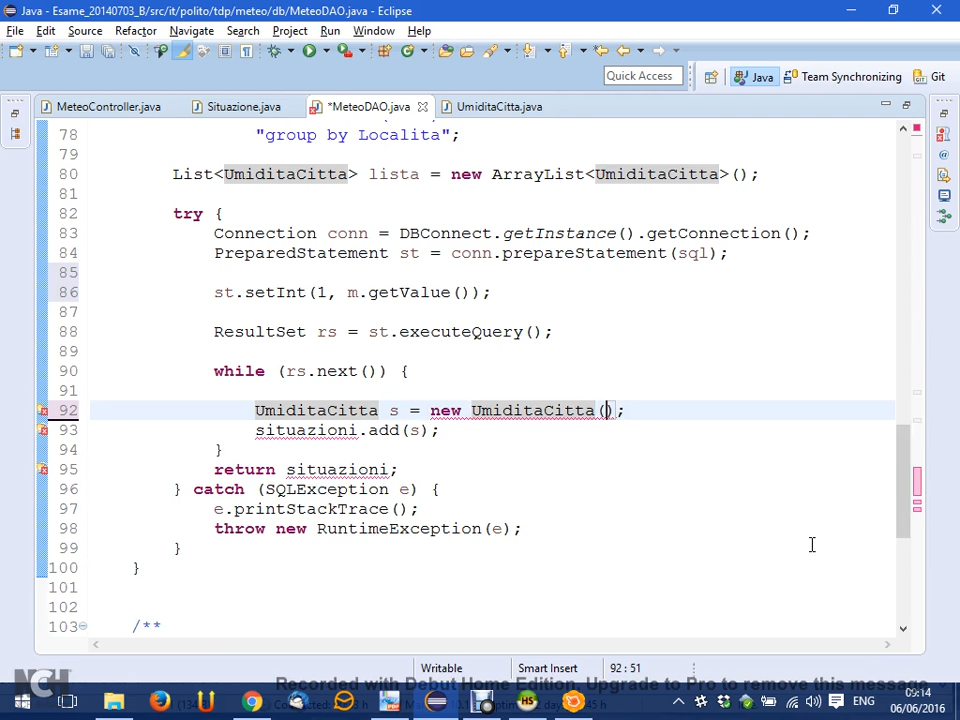 Java - Esame_20140703_B/src/it/polito/tdp/meteo/db/MeteoDAO.java - Eclipse
File Edit Source Refactor Navigate Search Project Run Window Help
Quick Access Java Team Synchronizing Git
MeteoController.java Situazione.java *MeteoDAO.java UmiditaCitta.java
78 "group by Localita";
79
80 List<UmiditaCitta> lista = new ArrayList<UmiditaCitta>();
81
82 try {
83 Connection conn = DBConnect.getInstance().getConnection();
84 PreparedStatement st = conn.prepareStatement(sql);
85
86 st.setInt(1, m.getValue());
87
88 ResultSet rs = st.executeQuery();
89
90 while (rs.next()) {
91
92 UmiditaCitta s = new UmiditaCitta();
93 situazioni.add(s);
94 }
95 return situazioni;
96 } catch (SQLException e) {
97 e.printStackTrace();
98 throw new RuntimeException(e);
99 }
100 }
101
102
103 /**
Writable Smart Insert 92 : 51
NCH Recorded with Debut Home Edition. Upgrade to Pro to remove this message
ENG 09:14
06/06/2016